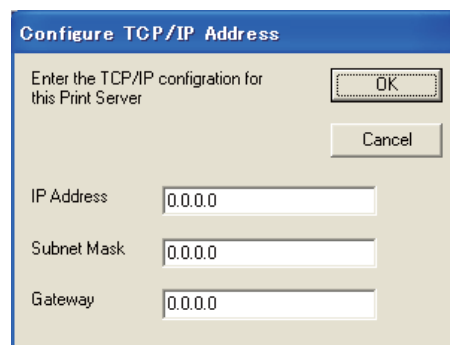 Configure TCP/IP Address
Enter the TCP/IP configration for
this Print Server
OK
Cancel
IP Address 0.0.0.0
Subnet Mask 0.0.0.0
Gateway 0.0.0.0